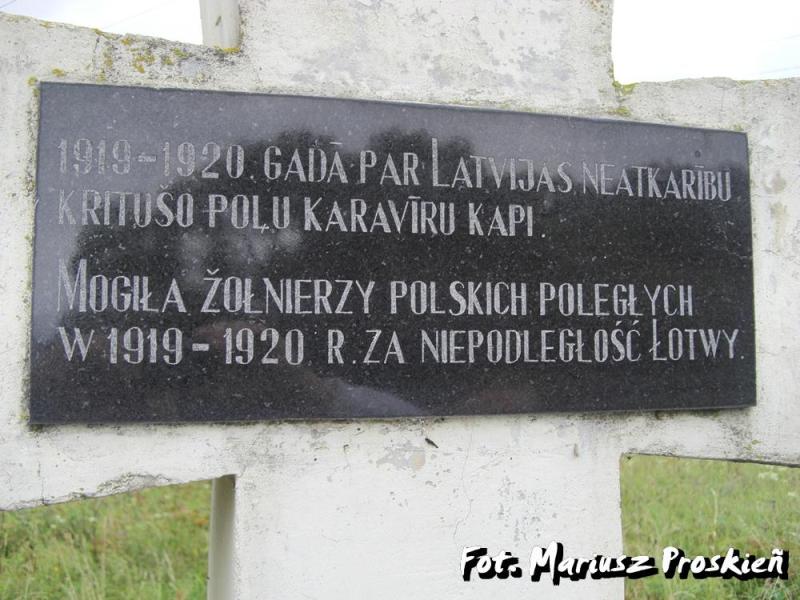 1919-1920. GADĀ PAR LATVIJAS NEATKARĪBU
KRITUŠO POĻU KARAVĪRU KAPI.
MOGIŁA ŻOŁNIERZY POLSKICH POLEGŁYCH
W 1919-1920 R. ZA NIEPODLEGŁOŚĆ ŁOTWY.
Fot. Mariusz Proskień